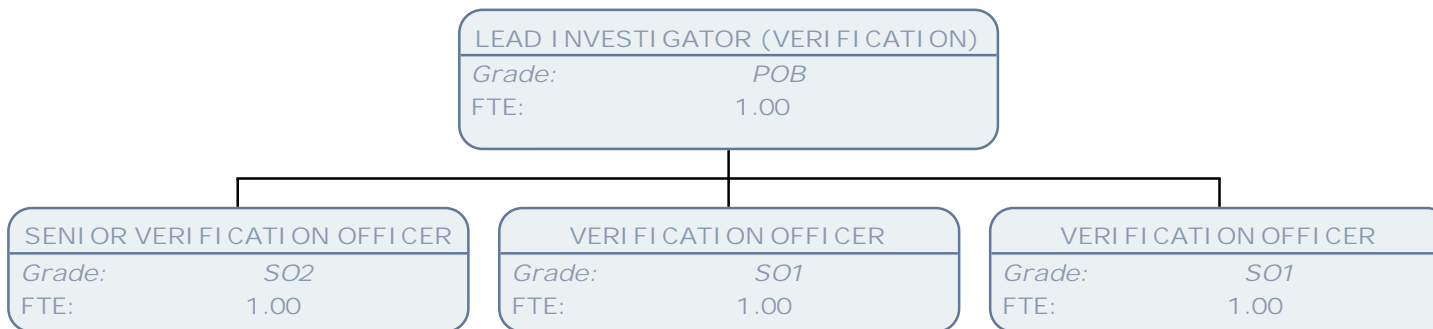 LEAD INVESTIGATOR (VERIFICATION)
Grade: POB
FTE: 1.00
SENIOR VERIFICATION OFFICER
Grade: SO2
FTE: 1.00
VERIFICATION OFFICER
Grade: SO1
FTE: 1.00
VERIFICATION OFFICER
Grade: SO1
FTE: 1.00